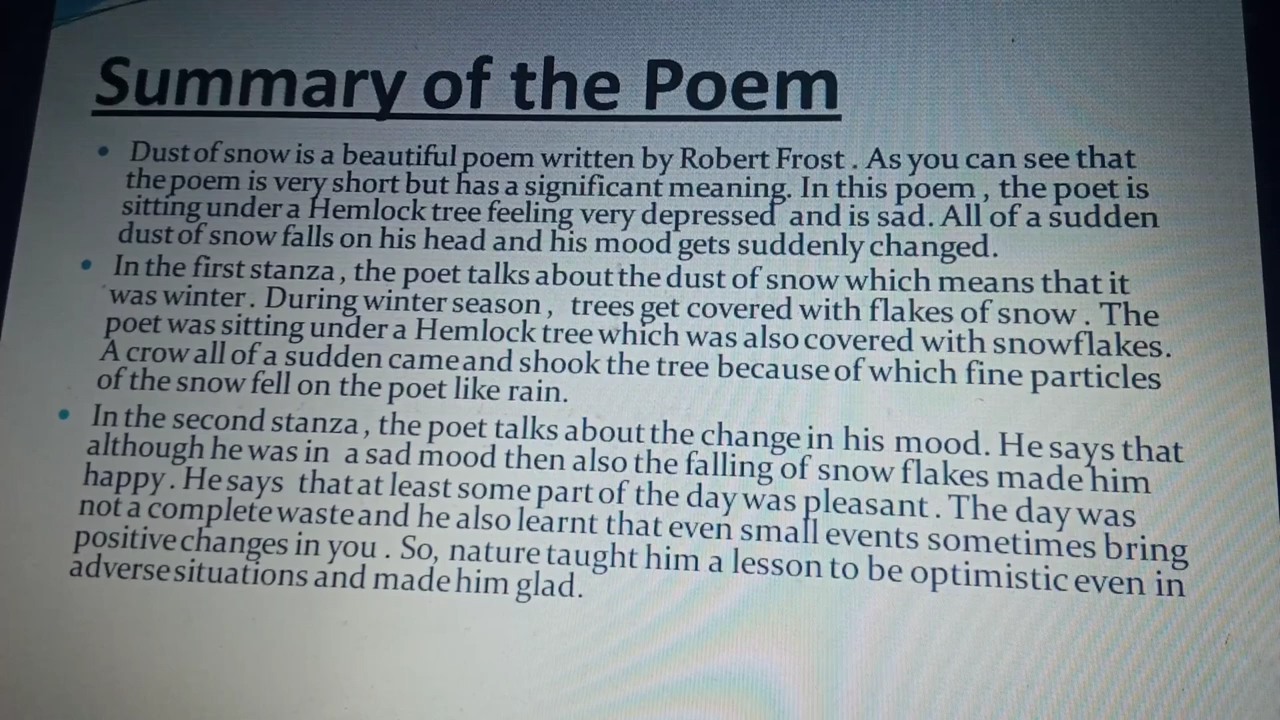 Summary of the Poem
Dust of snow is a beautiful poem written by Robert Frost . As you can see that
the poem is very short but has a significant meaning. In this poem , the poet is
sitting under a Hemlock tree feeling very depressed and is sad. All of a sudden
dust of snow falls on his head and his mood gets suddenly changed.
In the first stanza , the poet talks about the dust of snow which means that it
was winter . During winter season , trees get covered with flakes of snow . The
poet was sitting under a Hemlock tree which was also covered with snowflakes.
A crow all of a sudden came and shook the tree because of which fine particles
of the snow fell on the poet like rain.
In the second stanza , the poet talks about the change in his mood. He says that
although he was in a sad mood then also the falling of snow flakes made him
happy . He says that at least some part of the day was pleasant . The day was
not a complete waste and he also learnt that even small events sometimes bring
positive changes in you . So, nature taught him a lesson to be optimistic even in
adverse situations and made him glad.